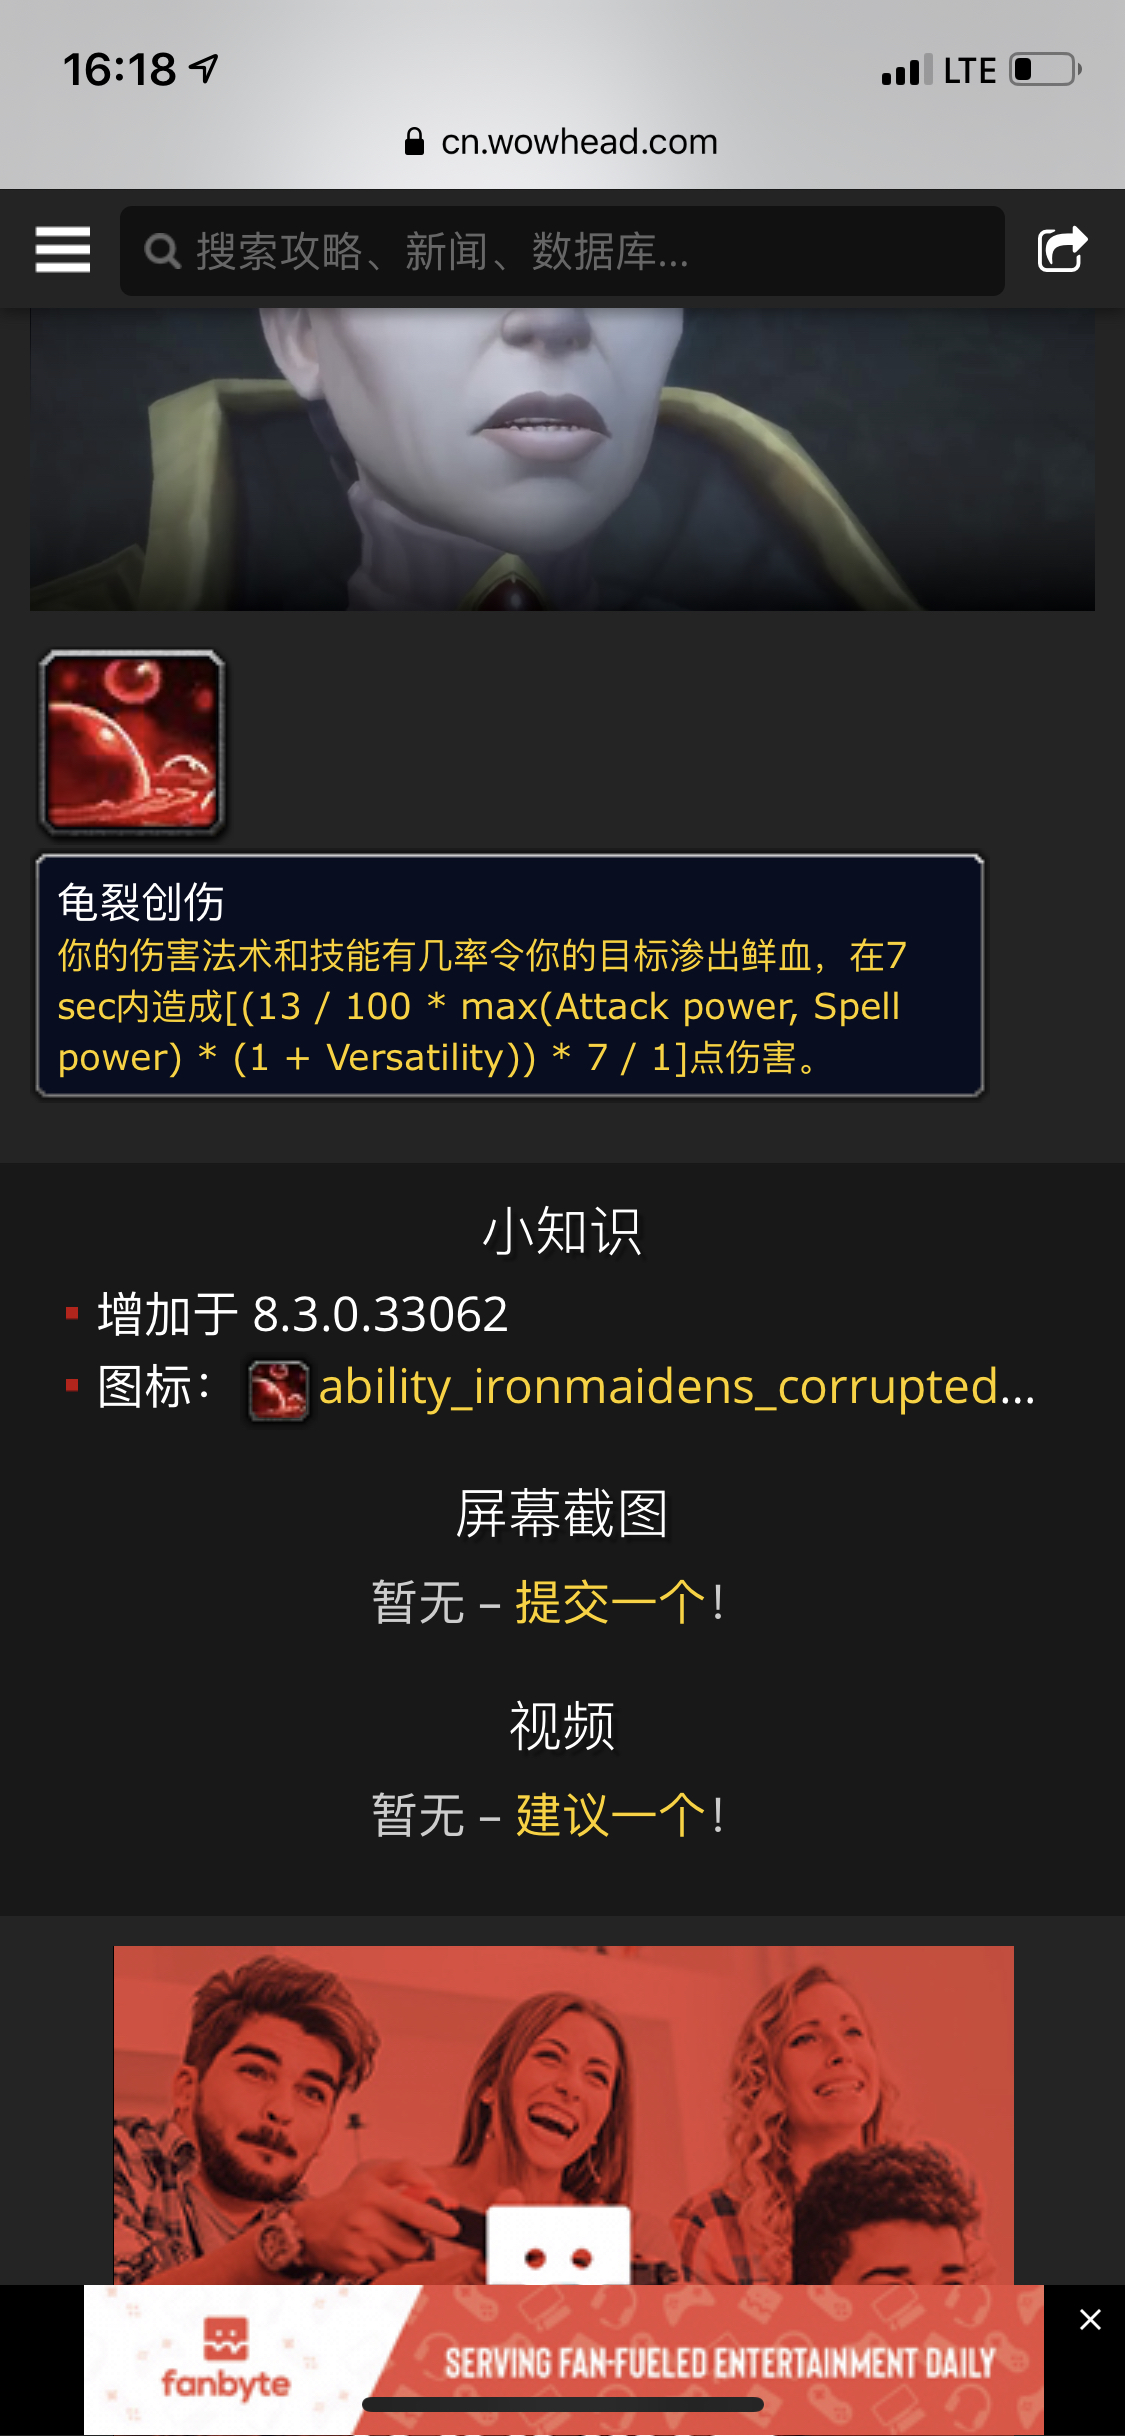 16:18
LTE
cn.wowhead.com
搜索攻略、新闻、数据库...
龟裂创伤
你的伤害法术和技能有几率令你的目标渗出鲜血，在7
sec内造成[(13 / 100 * max(Attack power, Spell
power) * (1 + Versatility)) * 7 / 1]点伤害。
小知识
增加于 8.3.0.33062
图标： ability_ironmaidens_corrupted...
屏幕截图
暂无 – 提交一个！
视频
暂无 – 建议一个！
fanbyte
SERVING FAN-FUELED ENTERTAINMENT DAILY